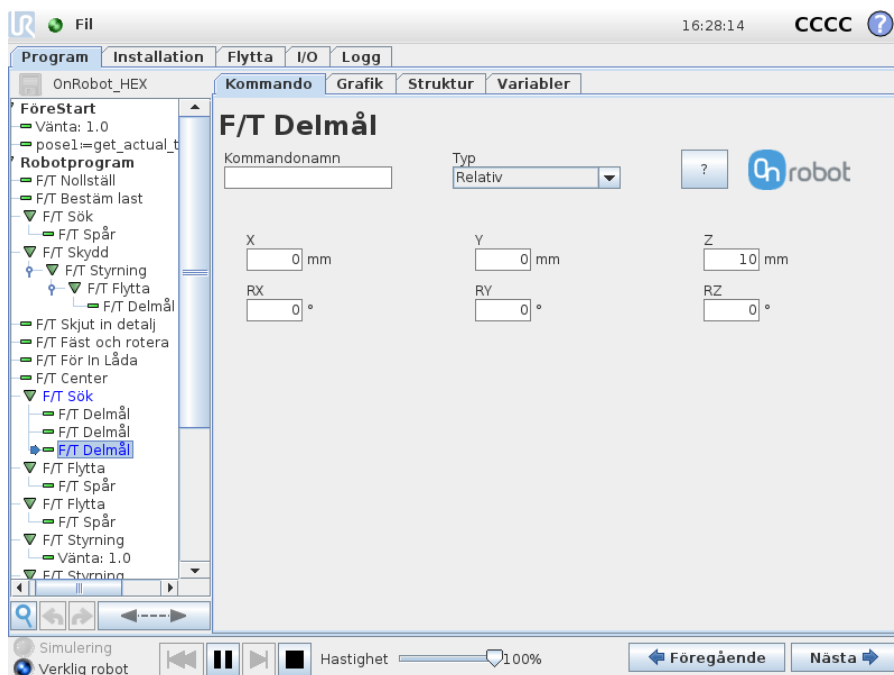 Fil 16:28:14 CCCC ?
Program Installation Flytta I/O Logg
OnRobot_HEX Kommando Grafik Struktur Variabler
FöreStart
Vänta: 1.0
pose1≔get_actual_t
Robotprogram
F/T Nollställ
F/T Bestäm last
F/T Sök
F/T Spår
F/T Skydd
F/T Styrning
F/T Flytta
F/T Delmål
F/T Skjut in detalj
F/T Fäst och rotera
F/T För In Låda
F/T Center
F/T Sök
F/T Delmål
F/T Delmål
F/T Delmål
F/T Flytta
F/T Spår
F/T Flytta
F/T Spår
F/T Styrning
Vänta: 1.0
F/T Styrning
F/T Delmål
Kommandonamn Typ
Relativ ? On robot
X Y Z
0 mm 0 mm 10 mm
RX RY RZ
0 ° 0 ° 0 °
Simulering
Verklig robot
Hastighet 100% Föregående Nästa